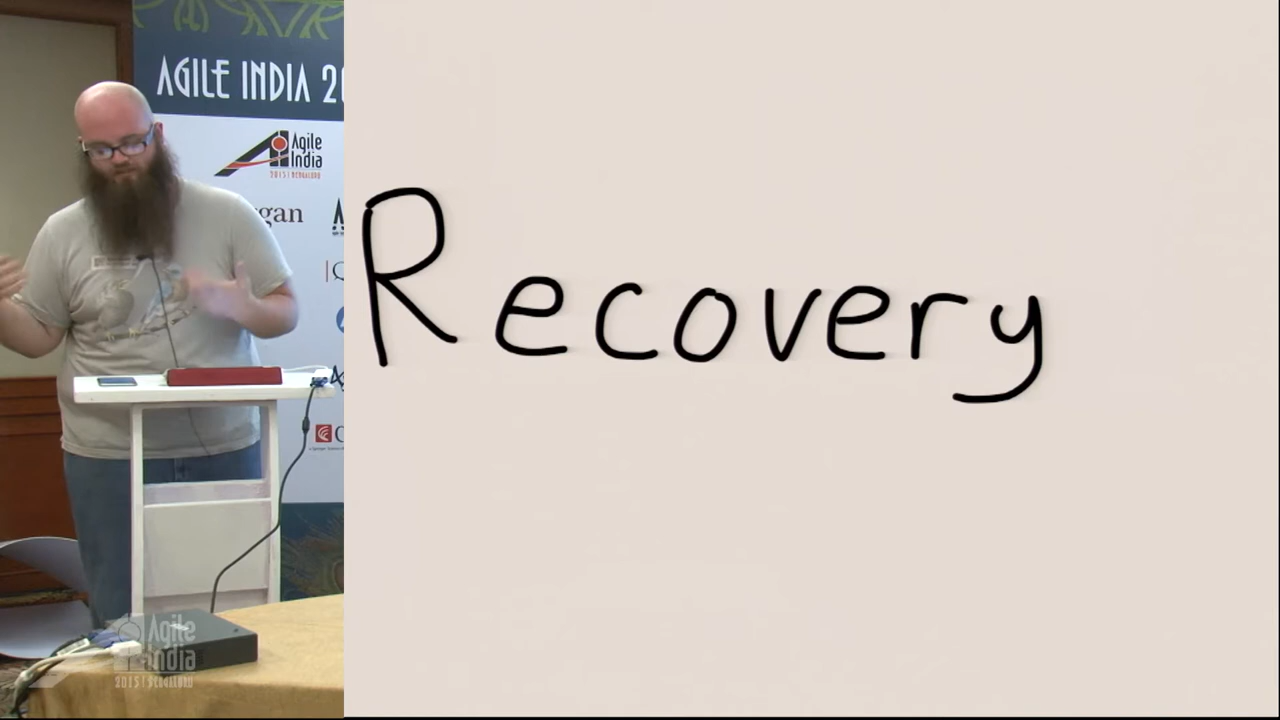 AGILE INDIA 20
Agile
India
2015 | BENGALURU
gan
Recovery
Agile
India
2015 | BENGALURU